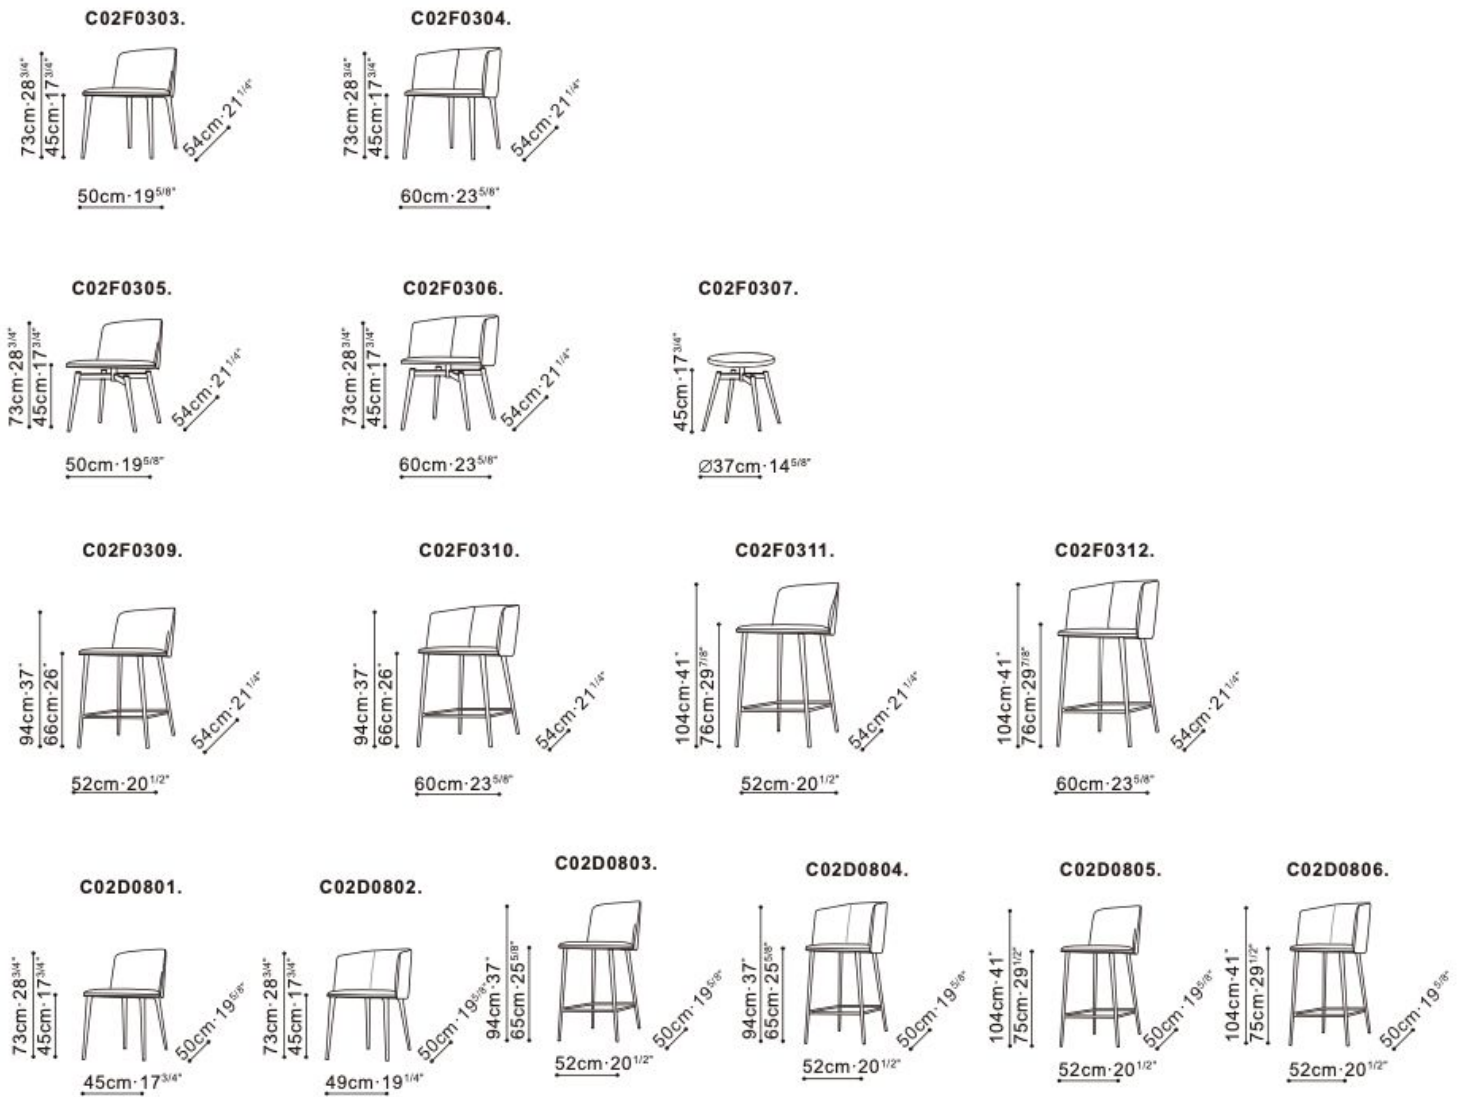 C02F0303.
73cm·28 3/4"
45cm·17 3/4"
54cm·21 1/4"
50cm·19 5/8"
C02F0304.
73cm·28 3/4"
45cm·17 3/4"
54cm·21 1/4"
60cm·23 5/8"
C02F0305.
73cm·28 3/4"
45cm·17 3/4"
54cm·21 1/4"
50cm·19 5/8"
C02F0306.
73cm·28 3/4"
45cm·17 3/4"
54cm·21 1/4"
60cm·23 5/8"
C02F0307.
45cm·17 3/4"
Ø37cm·14 5/8"
C02F0309.
94cm·37"
66cm·26"
54cm·21 1/4"
52cm·20 1/2"
C02F0310.
94cm·37"
66cm·26"
54cm·21 1/4"
60cm·23 5/8"
C02F0311.
104cm·41"
76cm·29 7/8"
54cm·21 1/4"
52cm·20 1/2"
C02F0312.
104cm·41"
76cm·29 7/8"
54cm·21 1/4"
60cm·23 5/8"
C02D0801.
73cm·28 3/4"
45cm·17 3/4"
50cm·19 5/8"
45cm·17 3/4"
C02D0802.
73cm·28 3/4"
45cm·17 3/4"
50cm·19 5/8"
49cm·19 1/4"
C02D0803.
94cm·37"
65cm·25 5/8"
50cm·19 5/8"
52cm·20 1/2"
C02D0804.
94cm·37"
65cm·25 5/8"
50cm·19 5/8"
52cm·20 1/2"
C02D0805.
104cm·41"
75cm·29 1/2"
50cm·19 5/8"
52cm·20 1/2"
C02D0806.
104cm·41"
75cm·29 1/2"
50cm·19 5/8"
52cm·20 1/2"